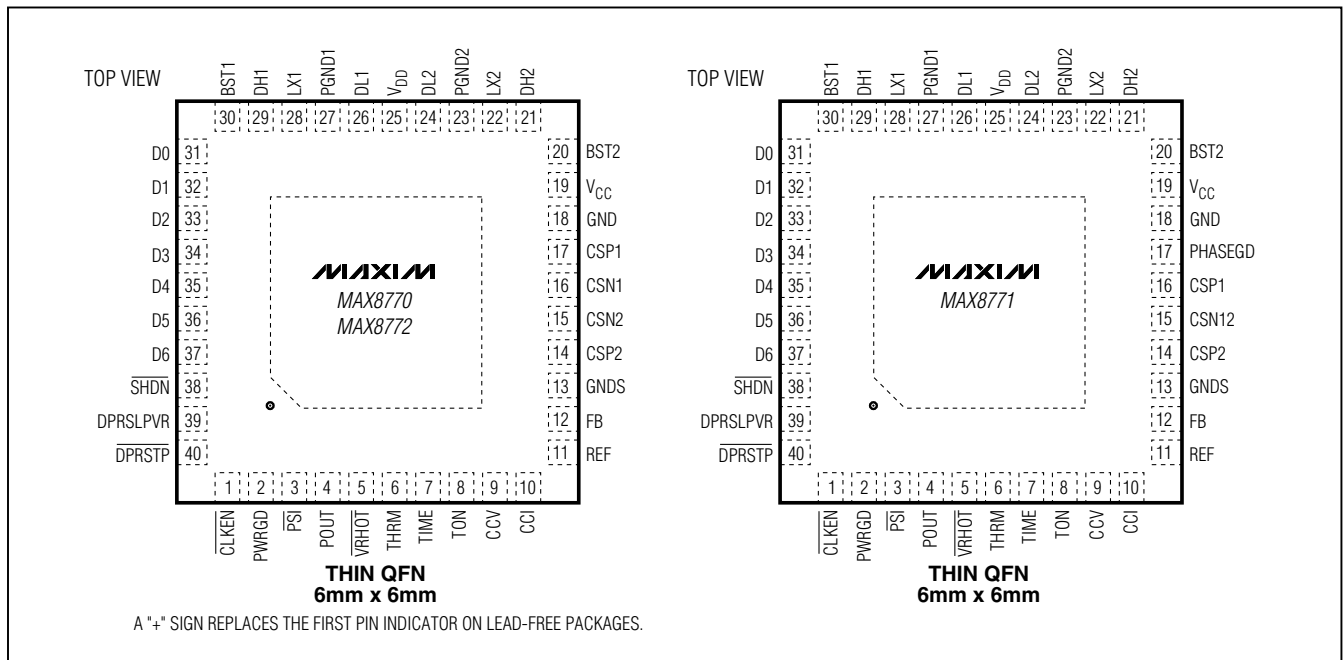 TOP VIEW
BST1 DH1 LX1 PGND1 DL1 VDD DL2 PGND2 LX2 DH2
30 29 28 27 26 25 24 23 22 21
D0 31
D1 32
D2 33
D3 34
D4 35
D5 36
D6 37
SHDN 38
DPRSLPVR 39
DPRSTP 40
MAXIM
MAX8770
MAX8772
20 BST2
19 VCC
18 GND
17 CSP1
16 CSN1
15 CSN2
14 CSP2
13 GNDS
12 FB
11 REF
1 2 3 4 5 6 7 8 9 10
CLKEN PWRGD PSI POUT VRHOT THRM TIME TON CCV CCI
THIN QFN
6mm x 6mm
TOP VIEW
BST1 DH1 LX1 PGND1 DL1 VDD DL2 PGND2 LX2 DH2
30 29 28 27 26 25 24 23 22 21
D0 31
D1 32
D2 33
D3 34
D4 35
D5 36
D6 37
SHDN 38
DPRSLPVR 39
DPRSTP 40
MAXIM
MAX8771
20 BST2
19 VCC
18 GND
17 PHASEGD
16 CSP1
15 CSN12
14 CSP2
13 GNDS
12 FB
11 REF
1 2 3 4 5 6 7 8 9 10
CLKEN PWRGD PSI POUT VRHOT THRM TIME TON CCV CCI
THIN QFN
6mm x 6mm
A "+" SIGN REPLACES THE FIRST PIN INDICATOR ON LEAD-FREE PACKAGES.